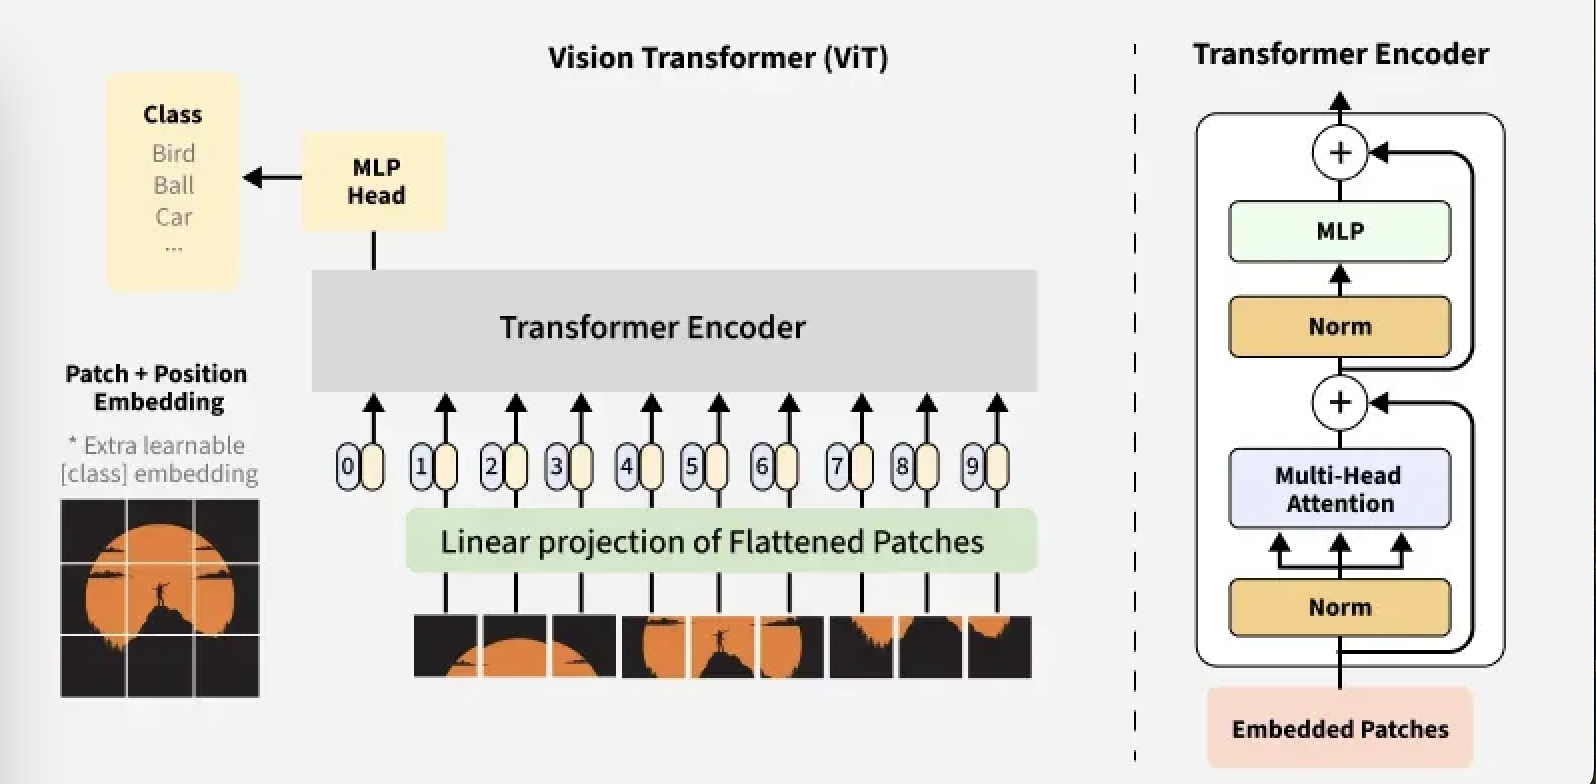 Vision Transformer (ViT)
Class
Bird
Ball
Car
...
MLP
Head
Transformer Encoder
Patch + Position
Embedding
* Extra learnable
[class] embedding
0 1 2 3 4 5 6 7 8 9
Linear projection of Flattened Patches
Transformer Encoder
+
MLP
Norm
+
Multi-Head
Attention
Norm
Embedded Patches